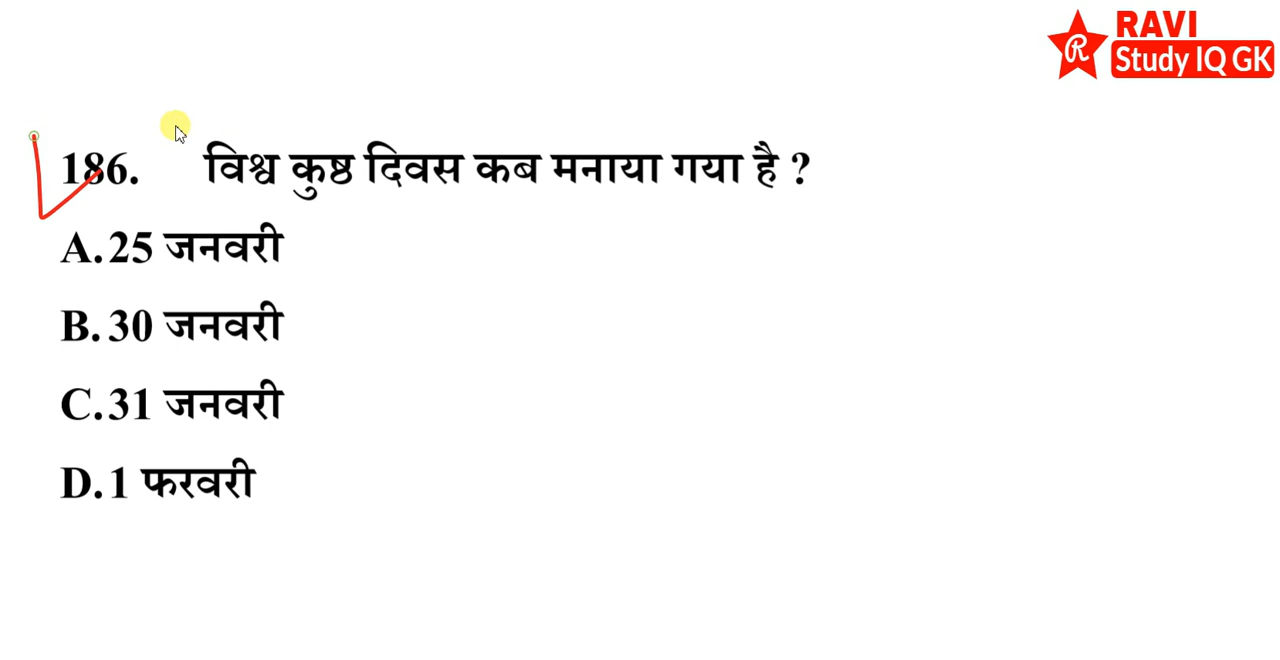 RAVI
R
Study IQ GK
186. विश्व कुष्ठ दिवस कब मनाया गया है ?
A. 25 जनवरी
B. 30 जनवरी
C. 31 जनवरी
D. 1 फरवरी